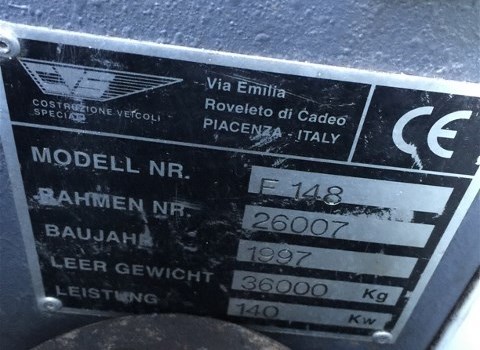 CVS
COSTRUZIONE VEICOLI
SPECIALI
Via Emilia
Roveleto di Cadeo
PIACENZA - ITALY
CE
MODELL NR. F 148
RAHMEN NR. 26007
BAUJAHR 1997
LEER GEWICHT 36000 Kg
LEISTUNG 140 Kw